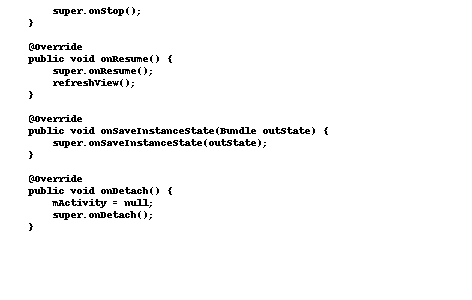 super.onStop();
}
@Override
public void onResume() {
super.onResume();
refreshView();
}
@Override
public void onSaveInstanceState(Bundle outState) {
super.onSaveInstanceState(outState);
}
@Override
public void onDetach() {
mActivity = null;
super.onDetach();
}